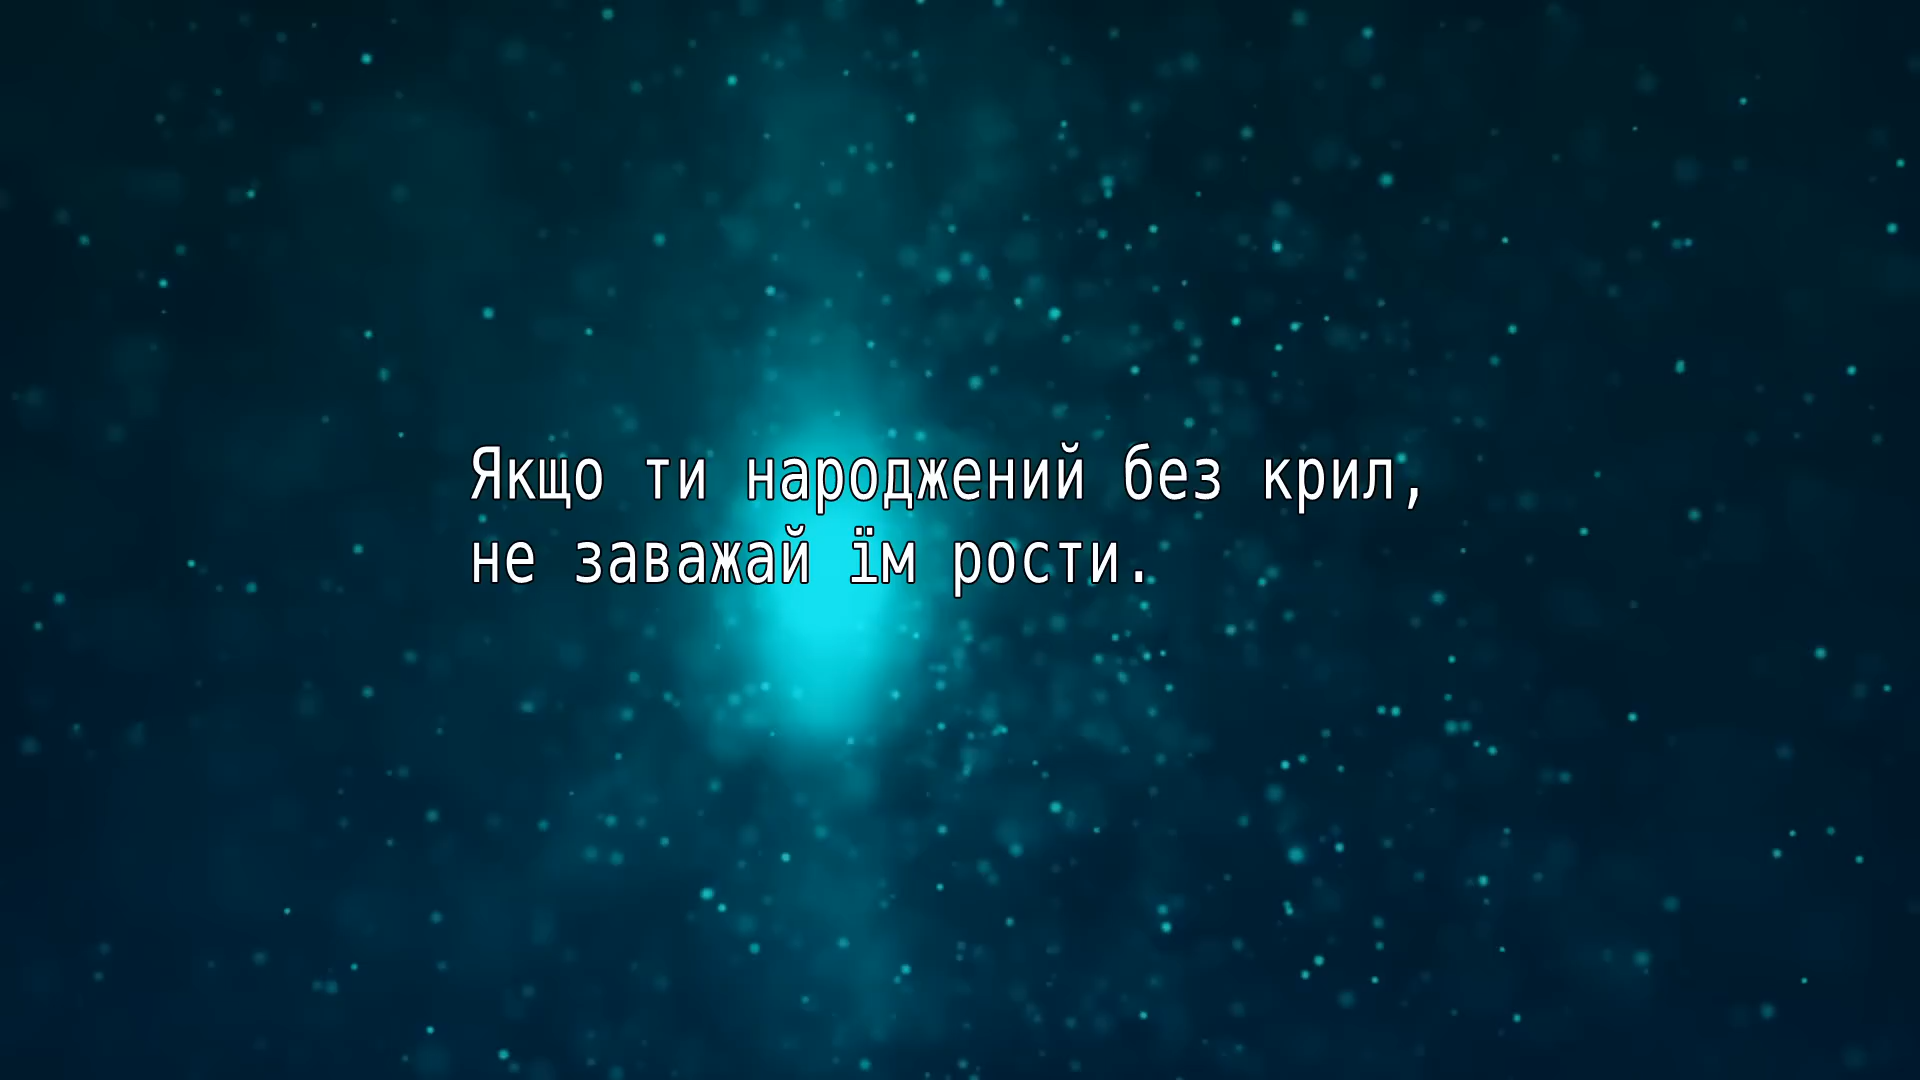 Якщо ти народжений без крил,
не заважай їм рости.